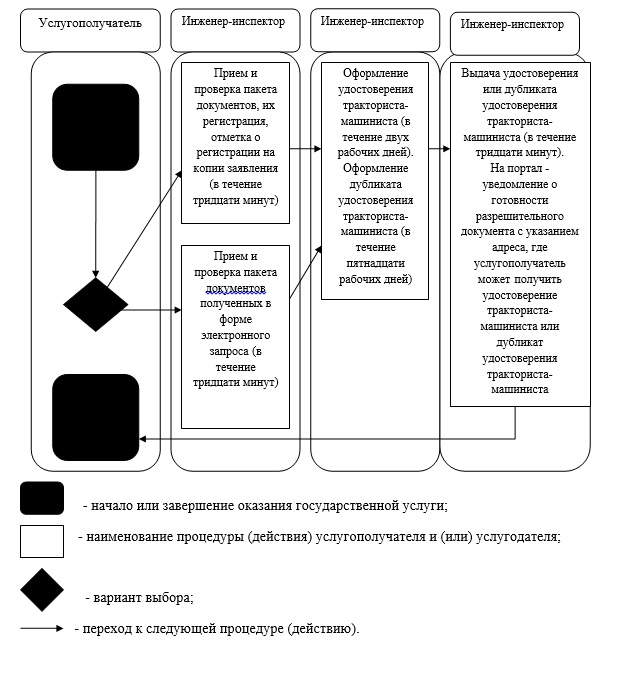 Услугополучатель
Инженер-инспектор
Инженер-инспектор
Инженер-инспектор
Прием и
проверка пакета
документов, их
регистрация,
отметка о
регистрации на
копии заявления
(в течение
тридцати минут)
Прием и
проверка пакета
документов
полученных в
форме
электронного
запроса (в
течение
тридцати минут)
Оформление
удостоверения
тракториста-
машиниста (в
течение двух
рабочих дней).
Оформление
дубликата
удостоверения
тракториста-
машиниста (в
течение
пятнадцати
рабочих дней)
Выдача удостоверения
или дубликата
удостоверения
тракториста-
машиниста (в течение
тридцати минут).
На портал -
уведомление о
готовности
разрешительного
документа с указанием
адреса, где
услугополучатель
может получить
удостоверение
тракториста-
машиниста или
дубликат
удостоверения
тракториста-
машиниста
- начало или завершение оказания государственной услуги;
- наименование процедуры (действия) услугополучателя и (или) услугодателя;
- вариант выбора;
- переход к следующей процедуре (действию).